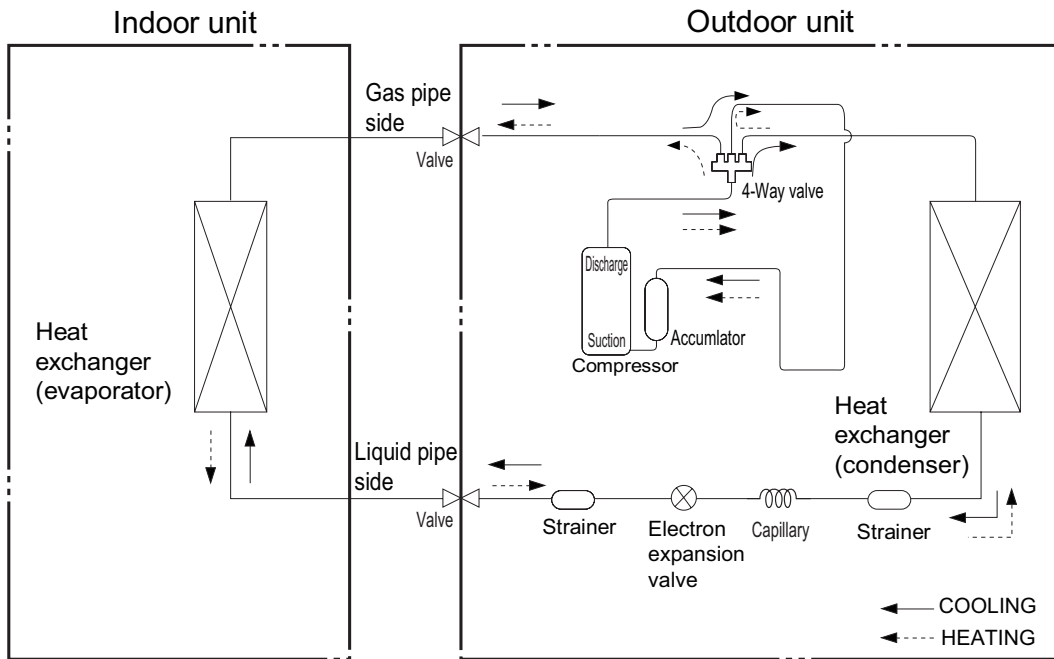 Indoor unit
Outdoor unit
Gas pipe
side
Valve
4-Way valve
Discharge
Suction
Compressor
Accumlator
Heat
exchanger
(evaporator)
Heat
exchanger
(condenser)
Liquid pipe
side
Valve
Strainer
Electron
expansion
valve
Capillary
Strainer
COOLING
HEATING